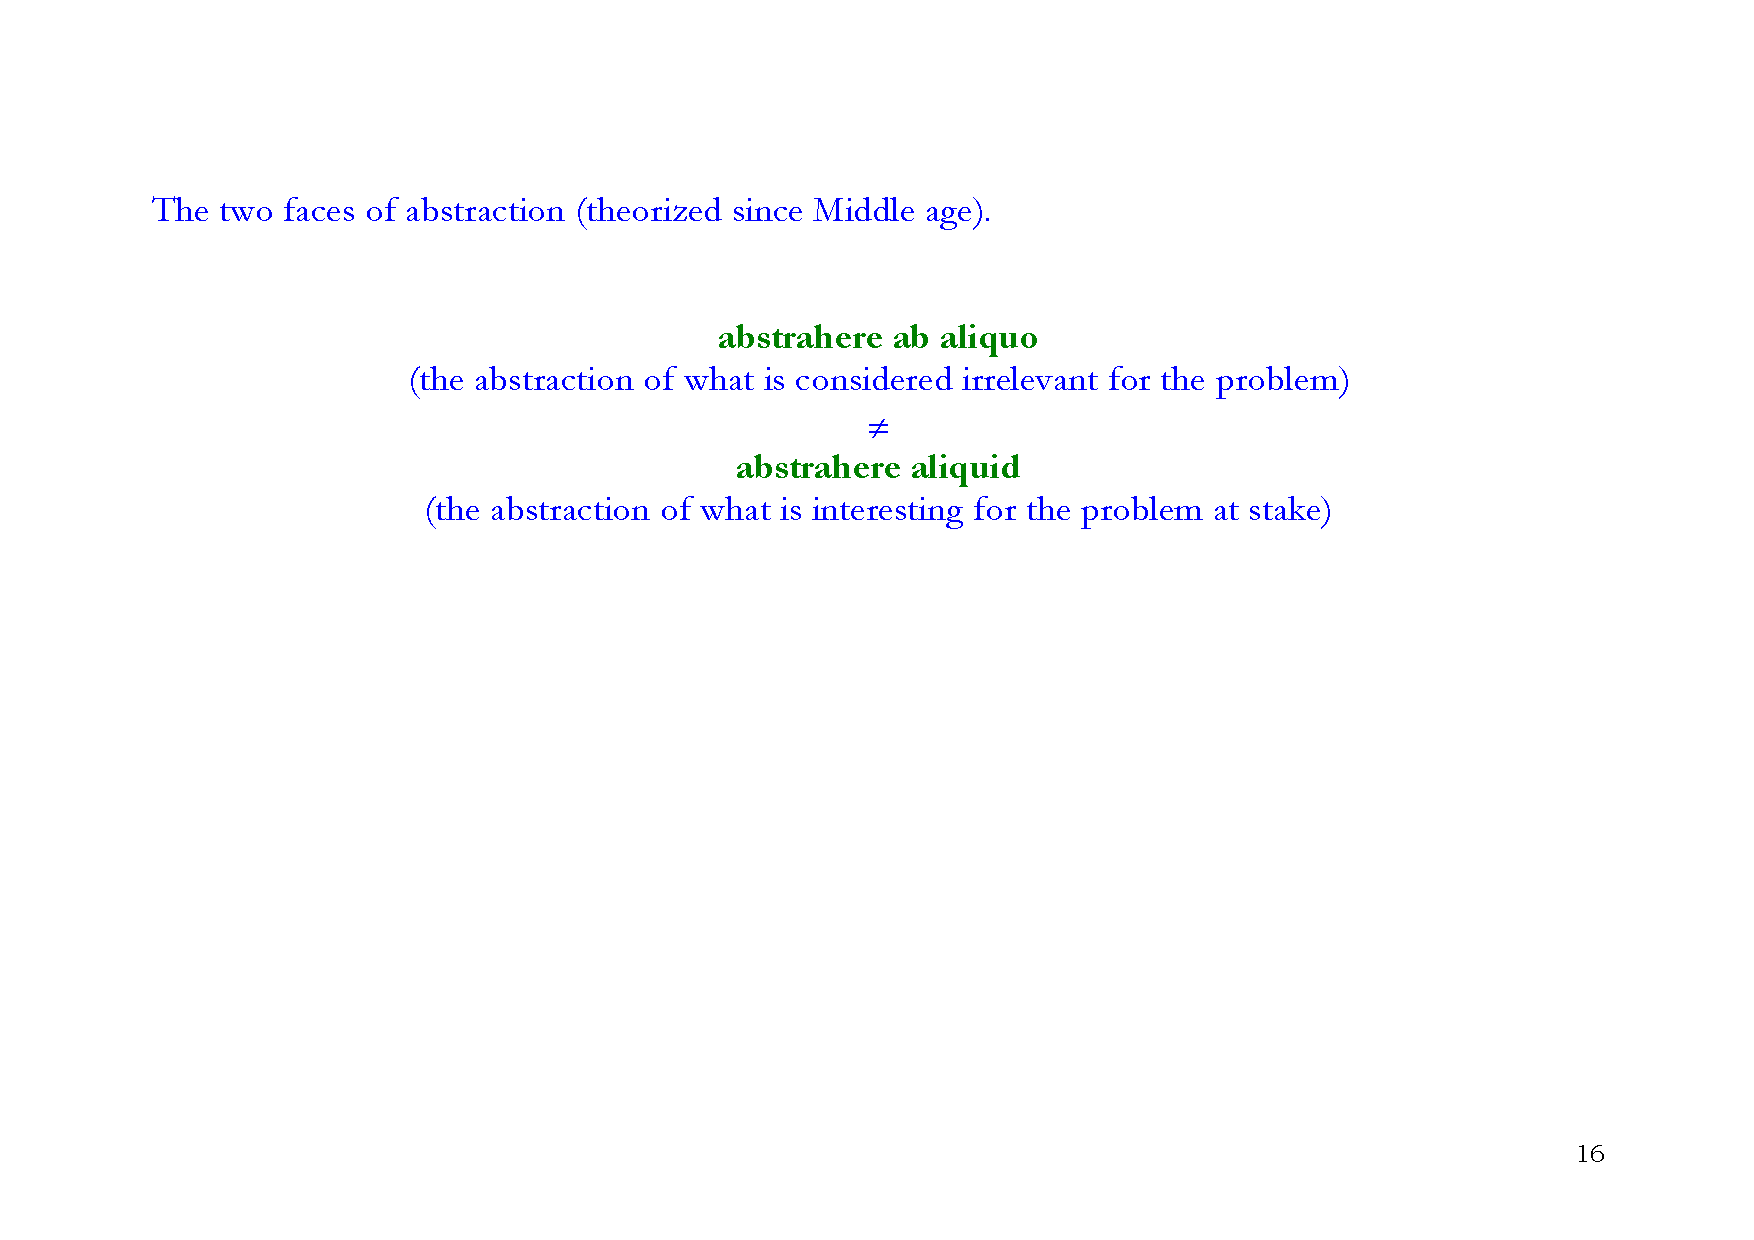 The two faces of abstraction (theorized since Middle age).
abstrahere ab aliquo
(the abstraction of what is considered irrelevant for the problem)
≠
abstrahere aliquid
(the abstraction of what is interesting for the problem at stake)
16